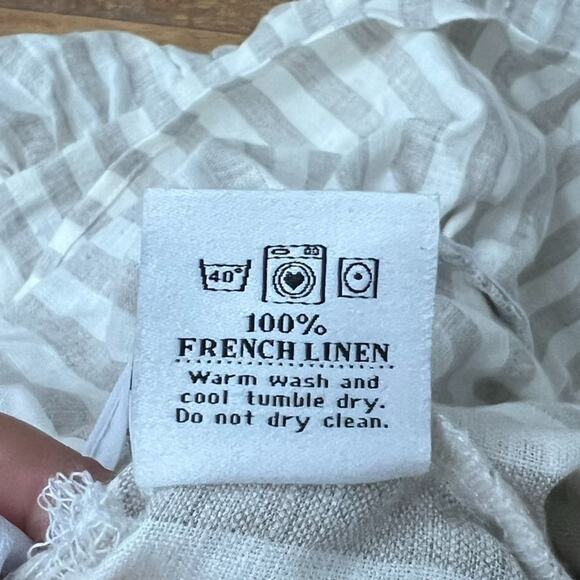 40°
100%
FRENCH LINEN
Warm wash and
cool tumble dry.
Do not dry clean.